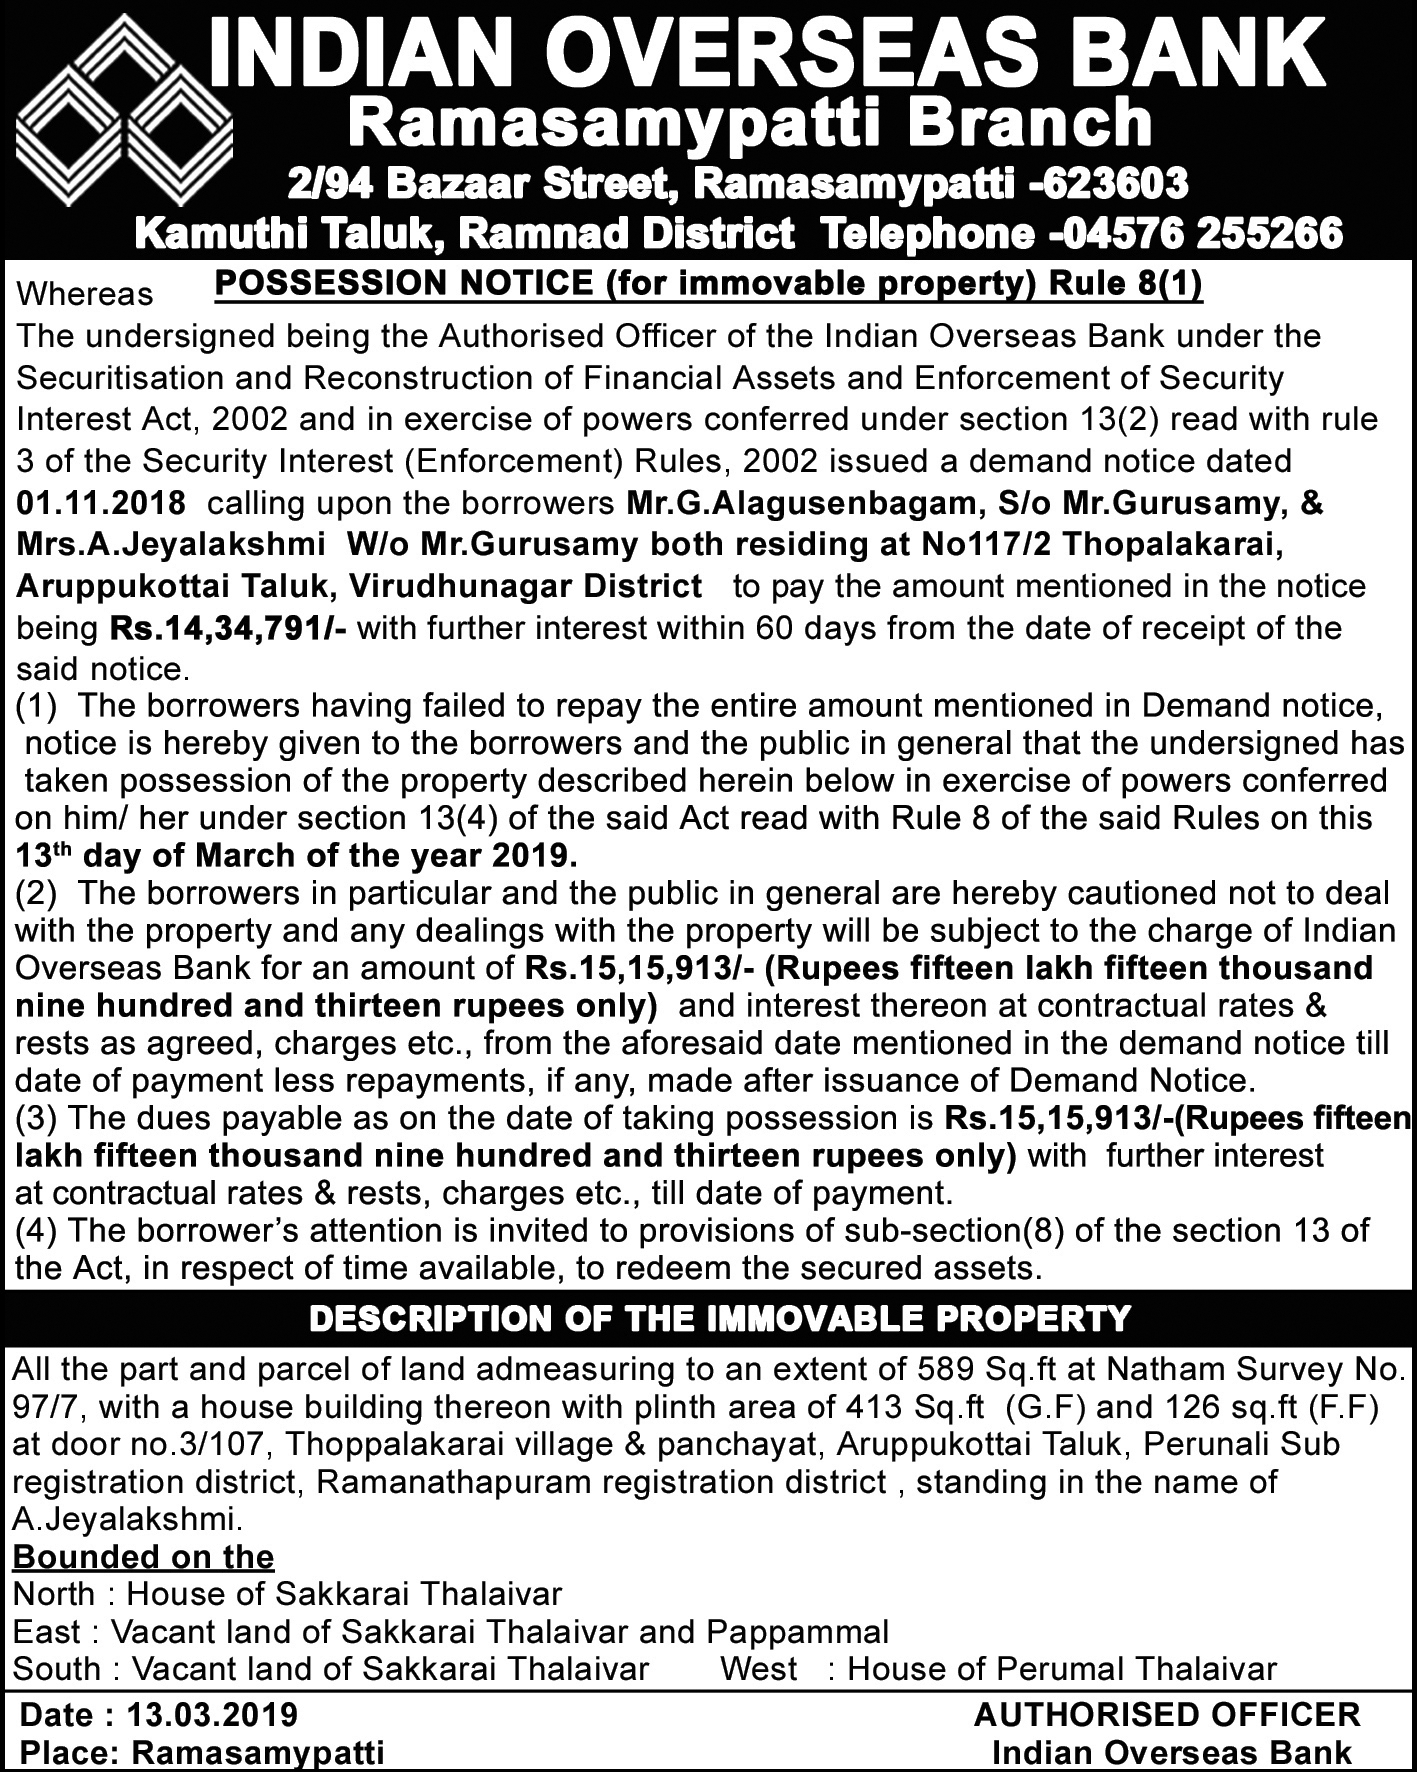 INDIAN OVERSEAS BANK
Ramasamypatti Branch
2/94 Bazaar Street, Ramasamypatti -623603
Kamuthi Taluk, Ramnad District Telephone -04576 255266
Whereas POSSESSION NOTICE (for immovable property) Rule 8(1)
The undersigned being the Authorised Officer of the Indian Overseas Bank under the
Securitisation and Reconstruction of Financial Assets and Enforcement of Security
Interest Act, 2002 and in exercise of powers conferred under section 13(2) read with rule
3 of the Security Interest (Enforcement) Rules, 2002 issued a demand notice dated
01.11.2018 calling upon the borrowers Mr.G.Alagusenbagam, S/o Mr.Gurusamy, &
Mrs.A.Jeyalakshmi W/o Mr.Gurusamy both residing at No117/2 Thopalakarai,
Aruppukottai Taluk, Virudhunagar District to pay the amount mentioned in the notice
being Rs.14,34,791/- with further interest within 60 days from the date of receipt of the
said notice.
(1) The borrowers having failed to repay the entire amount mentioned in Demand notice,
notice is hereby given to the borrowers and the public in general that the undersigned has
taken possession of the property described herein below in exercise of powers conferred
on him/ her under section 13(4) of the said Act read with Rule 8 of the said Rules on this
13th day of March of the year 2019.
(2) The borrowers in particular and the public in general are hereby cautioned not to deal
with the property and any dealings with the property will be subject to the charge of Indian
Overseas Bank for an amount of Rs.15,15,913/- (Rupees fifteen lakh fifteen thousand
nine hundred and thirteen rupees only) and interest thereon at contractual rates &
rests as agreed, charges etc., from the aforesaid date mentioned in the demand notice till
date of payment less repayments, if any, made after issuance of Demand Notice.
(3) The dues payable as on the date of taking possession is Rs.15,15,913/-(Rupees fifteen
lakh fifteen thousand nine hundred and thirteen rupees only) with further interest
at contractual rates & rests, charges etc., till date of payment.
(4) The borrower's attention is invited to provisions of sub-section(8) of the section 13 of
the Act, in respect of time available, to redeem the secured assets.
DESCRIPTION OF THE IMMOVABLE PROPERTY
All the part and parcel of land admeasuring to an extent of 589 Sq.ft at Natham Survey No.
97/7, with a house building thereon with plinth area of 413 Sq.ft (G.F) and 126 sq.ft (F.F)
at door no.3/107, Thoppalakarai village & panchayat, Aruppukottai Taluk, Perunali Sub
registration district, Ramanathapuram registration district , standing in the name of
A.Jeyalakshmi.
Bounded on the
North : House of Sakkarai Thalaivar
East : Vacant land of Sakkarai Thalaivar and Pappammal
South : Vacant land of Sakkarai Thalaivar West : House of Perumal Thalaivar
Date : 13.03.2019 AUTHORISED OFFICER
Place: Ramasamypatti Indian Overseas Bank